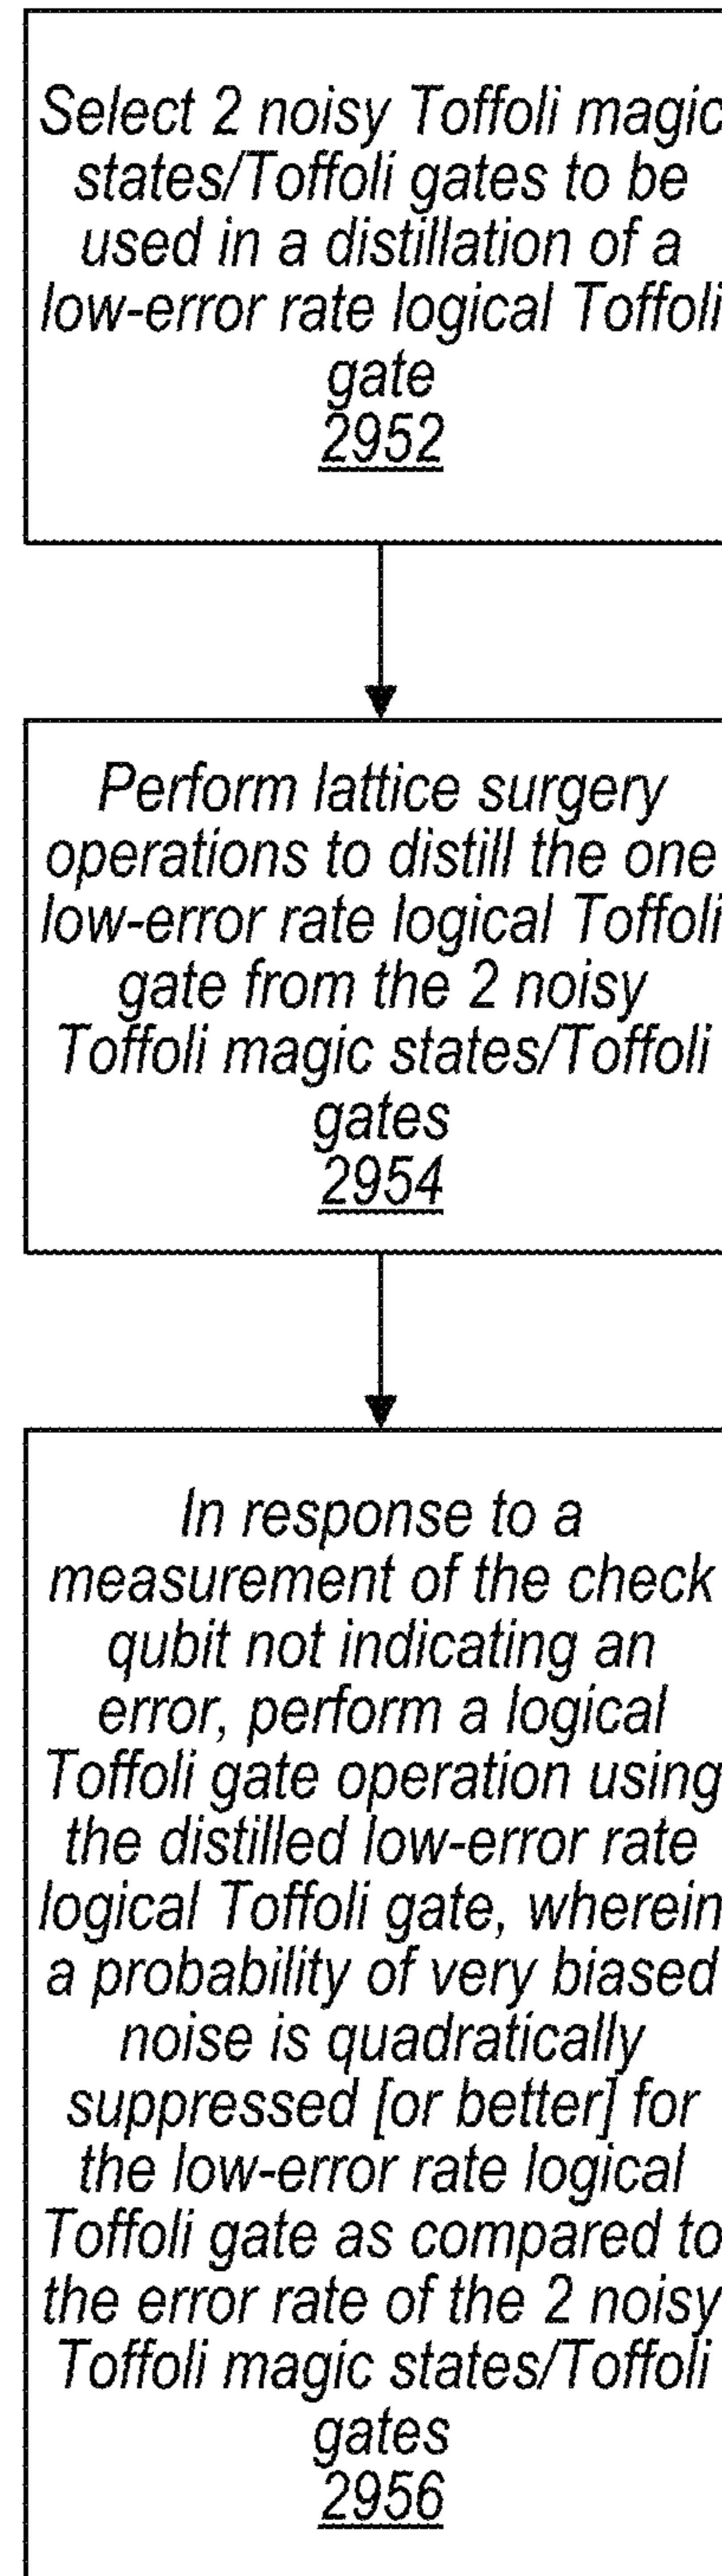 Select 2 noisy Toffoli magic
states/Toffoli gates to be
used in a distillation of a
low-error rate logical Toffoli
gate
2952
Perform lattice surgery
operations to distill the one
low-error rate logical Toffoli
gate from the 2 noisy
Toffoli magic states/Toffoli
gates
2954
In response to a
measurement of the check
qubit not indicating an
error, perform a logical
Toffoli gate operation using
the distilled low-error rate
logical Toffoli gate, wherein
a probability of very biased
noise is quadratically
suppressed [or better] for
the low-error rate logical
Toffoli gate as compared to
the error rate of the 2 noisy
Toffoli magic states/Toffoli
gates
2956